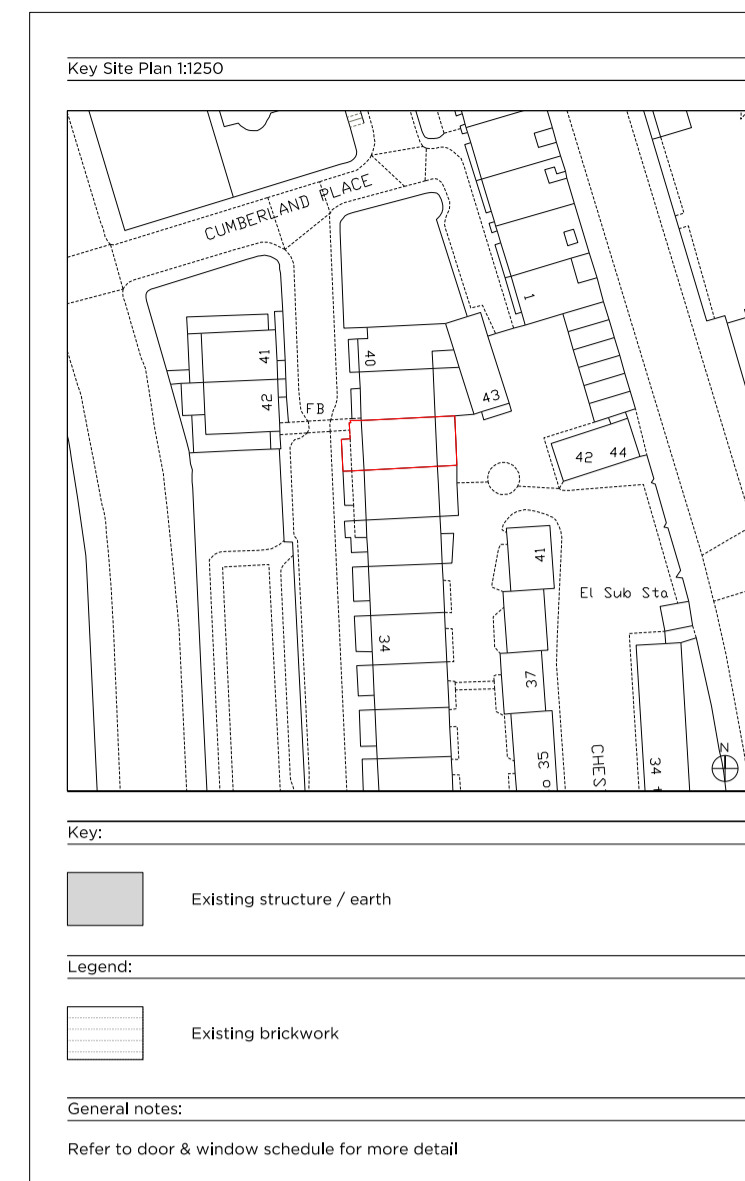 Key Site Plan 1:1250
CUMBERLAND PLACE
1
41
40
42
FB
43
42 44
41
El Sub Sta
34
37
CHES
35
34
N
Key:
Existing structure / earth
Legend:
Existing brickwork
General notes:
Refer to door & window schedule for more detail